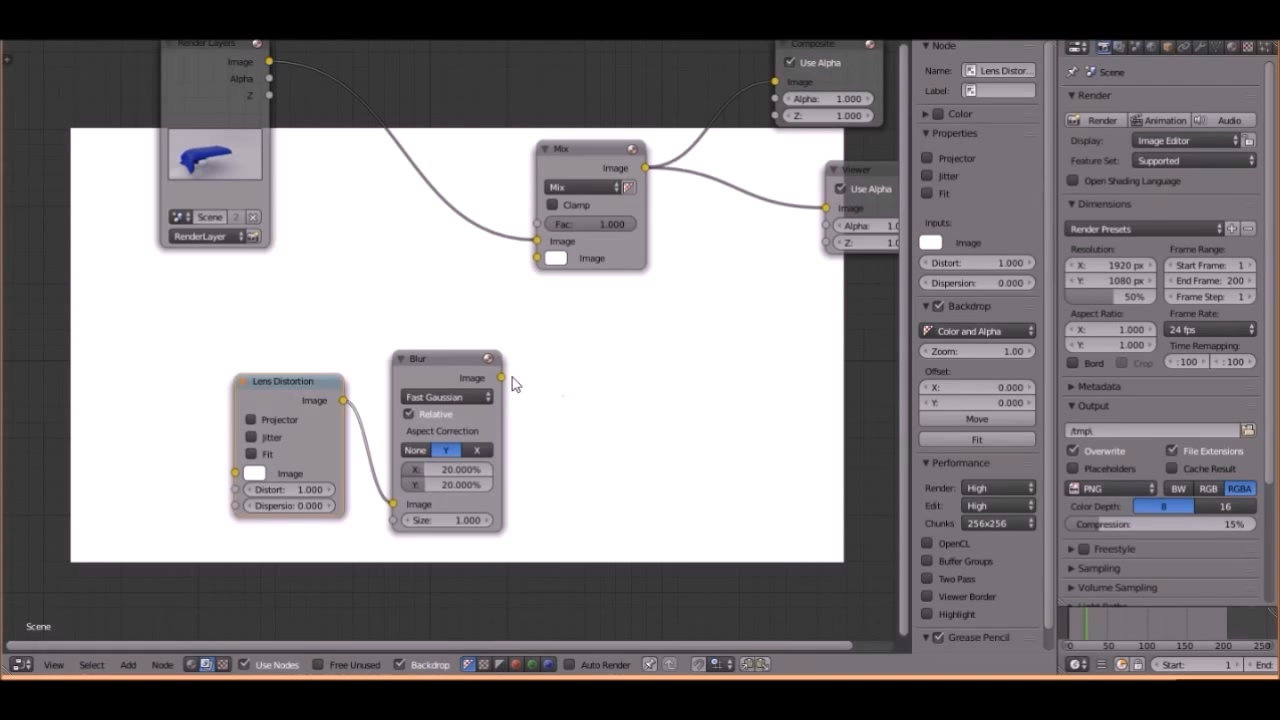 Render Layers
Image
Alpha
Z
Scene 2
RenderLayer
Mix
Image
Mix
Clamp
Fac: 1.000
Image
Image
Composite
Use Alpha
Image
Alpha: 1.000
Z: 1.000
Viewer
Use Alpha
Image
Alpha: 1.0
Z: 1.0
Lens Distortion
Image
Projector
Jitter
Fit
Image
Distort: 1.000
Dispersio: 0.000
Blur
Image
Fast Gaussian
Relative
Aspect Correction
None Y X
X: 20.000%
Y: 20.000%
Image
Size: 1.000
Scene
View Select Add Node Use Nodes Free Unused Backdrop Auto Render
Node
Name: Lens Distor...
Label:
Color
Properties
Projector
Jitter
Fit
Inputs:
Image
Distort: 1.000
Dispersion: 0.000
Backdrop
Color and Alpha
Zoom: 1.00
Offset:
X: 0.000
Y: 0.000
Move
Fit
Performance
Render: High
Edit: High
Chunks 256x256
OpenCL
Buffer Groups
Two Pass
Viewer Border
Highlight
Grease Pencil
Scene
Render
Render Animation Audio
Display: Image Editor
Feature Set: Supported
Open Shading Language
Dimensions
Render Presets
Resolution: Frame Range:
X: 1920 px Start Frame: 1
Y: 1080 px End Frame: 200
50% Frame Step: 1
Aspect Ratio: Frame Rate:
X: 1.000 24 fps
Y: 1.000 Time Remapping:
Bord Crop :100 :100
Metadata
Output
/tmp\
Overwrite File Extensions
Placeholders Cache Result
PNG BW RGB RGBA
Color Depth: 8 16
Compression: 15%
Freestyle
Sampling
Volume Sampling
0 50 100 150 200 250
Start: 1 End: